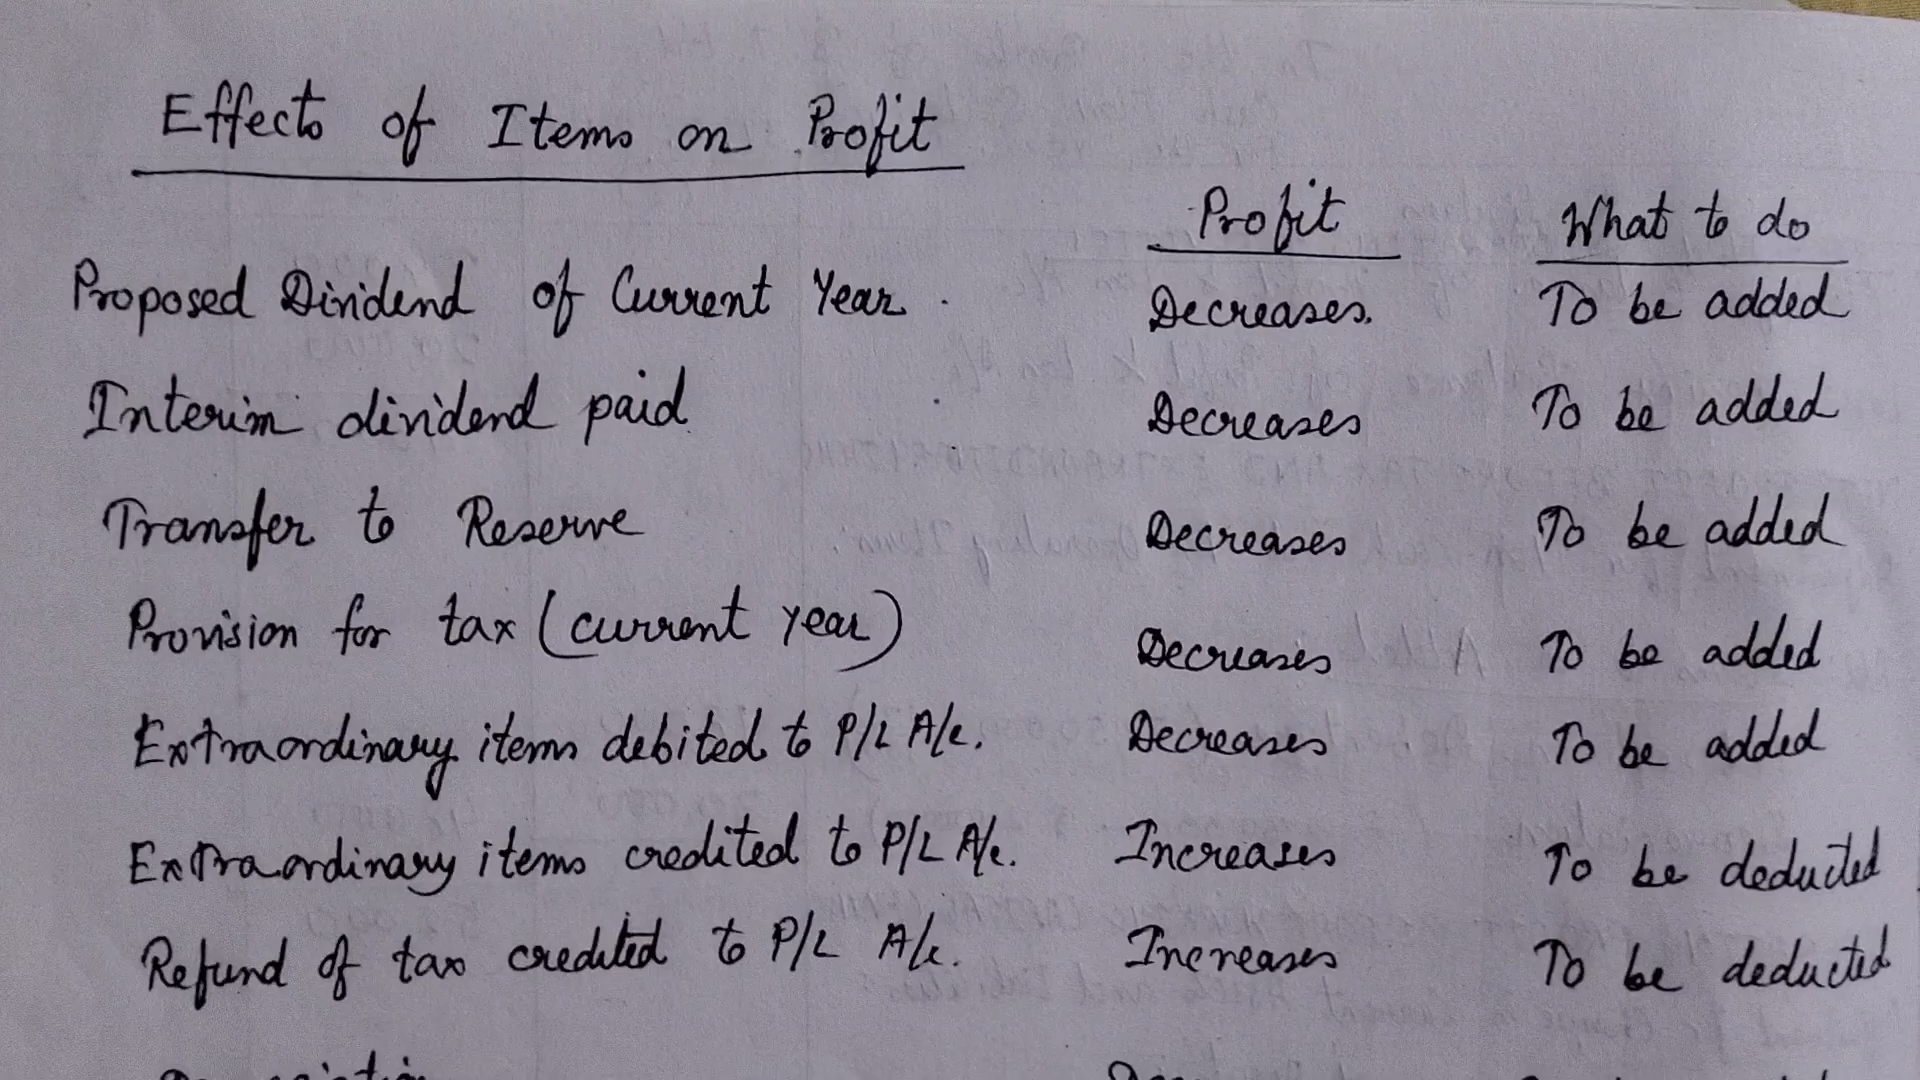 Effects of Items on Profit
Profit What to do
Proposed Dividend of Current Year. Decreases. To be added
Interim dividend paid Decreases To be added
Transfer to Reserve Decreases To be added
Provision for tax (current year) Decreases To be added
Extraordinary items debited to P/L A/c. Decreases To be added
Extraordinary items credited to P/L A/c. Increases To be deducted
Refund of tax credited to P/L A/c. Increases To be deducted